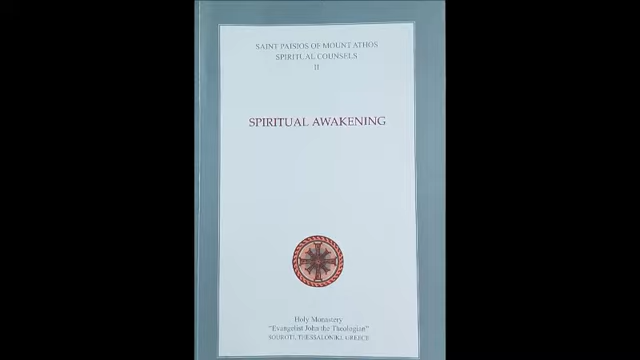 SAINT PAISIOS OF MOUNT ATHOS
SPIRITUAL COUNSELS
II
SPIRITUAL AWAKENING
Holy Monastery
"Evangelist John the Theologian"
SOUROTI, THESSALONIKI, GREECE